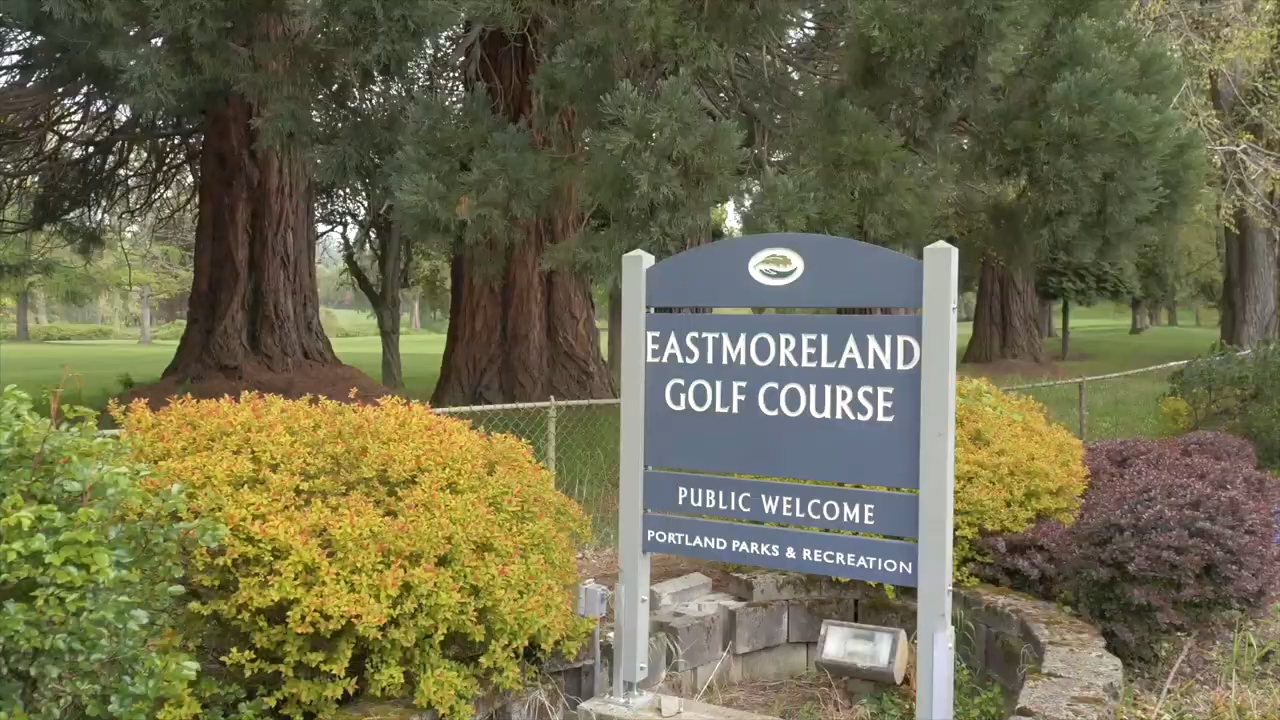 EASTMORELAND
GOLF COURSE
PUBLIC WELCOME
PORTLAND PARKS & RECREATION